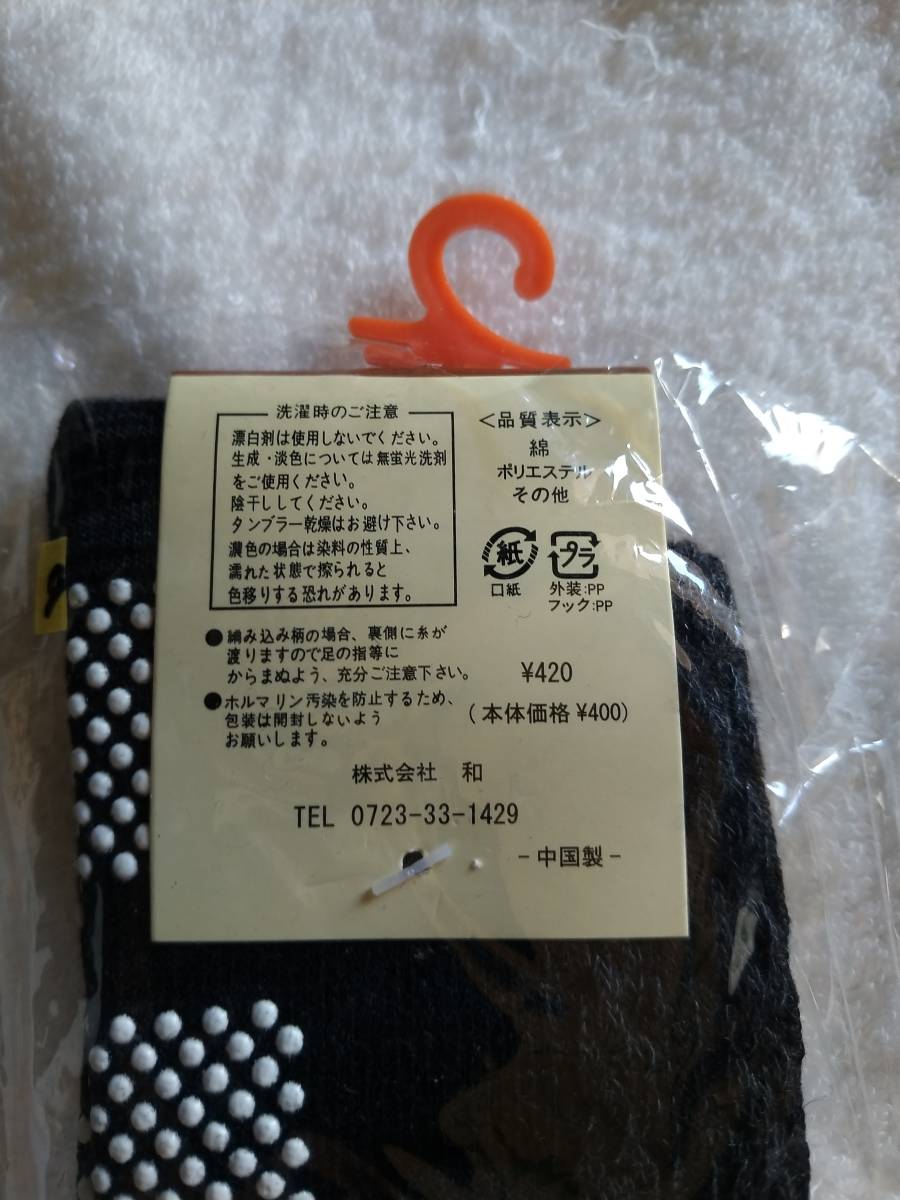 洗濯時のご注意
漂白剤は使用しないでください。
生成・淡色については無蛍光洗剤
をご使用ください。
陰干ししてください。
タンブラー乾燥はお避け下さい。
濃色の場合は染料の性質上、
濡れた状態で擦られると
色移りする恐れがあります。
●編み込み柄の場合、裏側に糸が
渡りますので足の指等に
からまぬよう、充分ご注意下さい。
●ホルマリン汚染を防止するため、
包装は開封しないよう
お願いします。
<品質表示>
綿
ポリエステル
その他
紙 プラ
口紙 外装:PP
フック:PP
¥420
(本体価格¥400)
株式会社 和
TEL 0723-33-1429
-中国製-